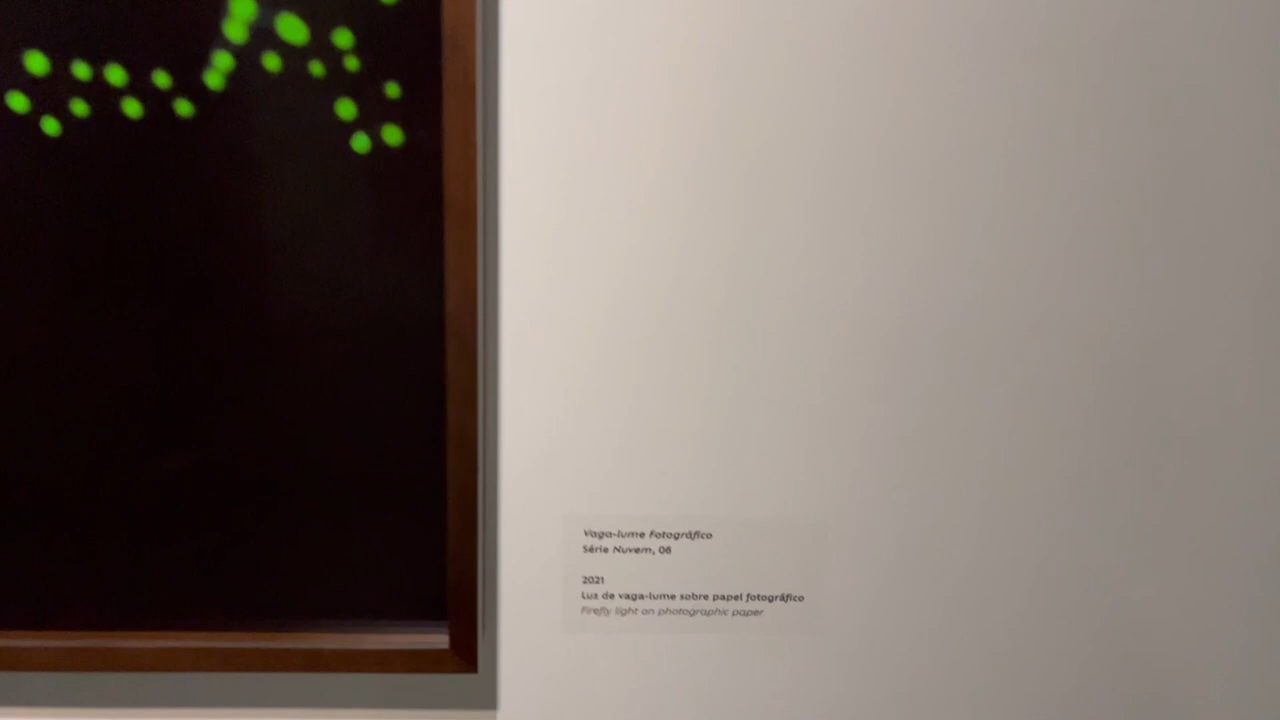 Vaga-lume Fotográfico
Série Nuvem, 06
2021
Luz de vaga-lume sobre papel fotográfico
Firefly light on photographic paper